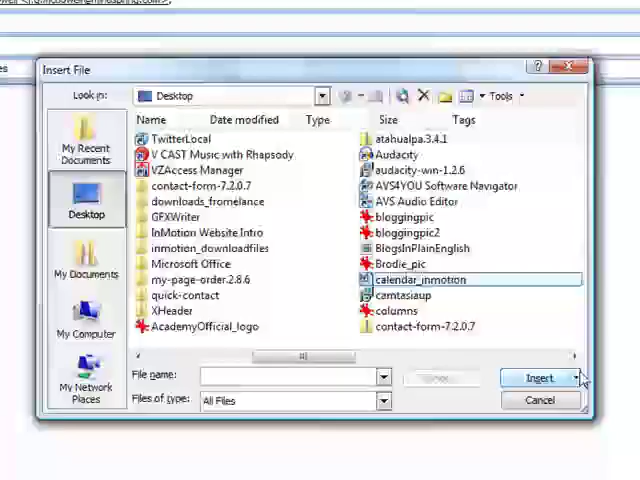 Insert File
Look in:
Desktop
Tools
Name
Date modified
Type
Size
Tags
My Recent
Documents
Desktop
My Documents
My Computer
My Network
Places
TwitterLocal
V CAST Music with Rhapsody
VZAccess Manager
contact-form-7.2.0.7
downloads_fromelance
GFXWriter
InMotion Website Intro
inmotion_downloadfiles
Microsoft Office
my-page-order.2.8.6
quick-contact
XHeader
AcademyOfficial_logo
atahualpa.3.4.1
Audacity
audacity-win-1.2.6
AVS4YOU Software Navigator
AVS Audio Editor
bloggingpic
bloggingpic2
BlogsInPlainEnglish
Brodie_pic
calendar_inmotion
camtasiaup
columns
contact-form-7.2.0.7
File name:
Insert
Files of type:
All Files
Cancel